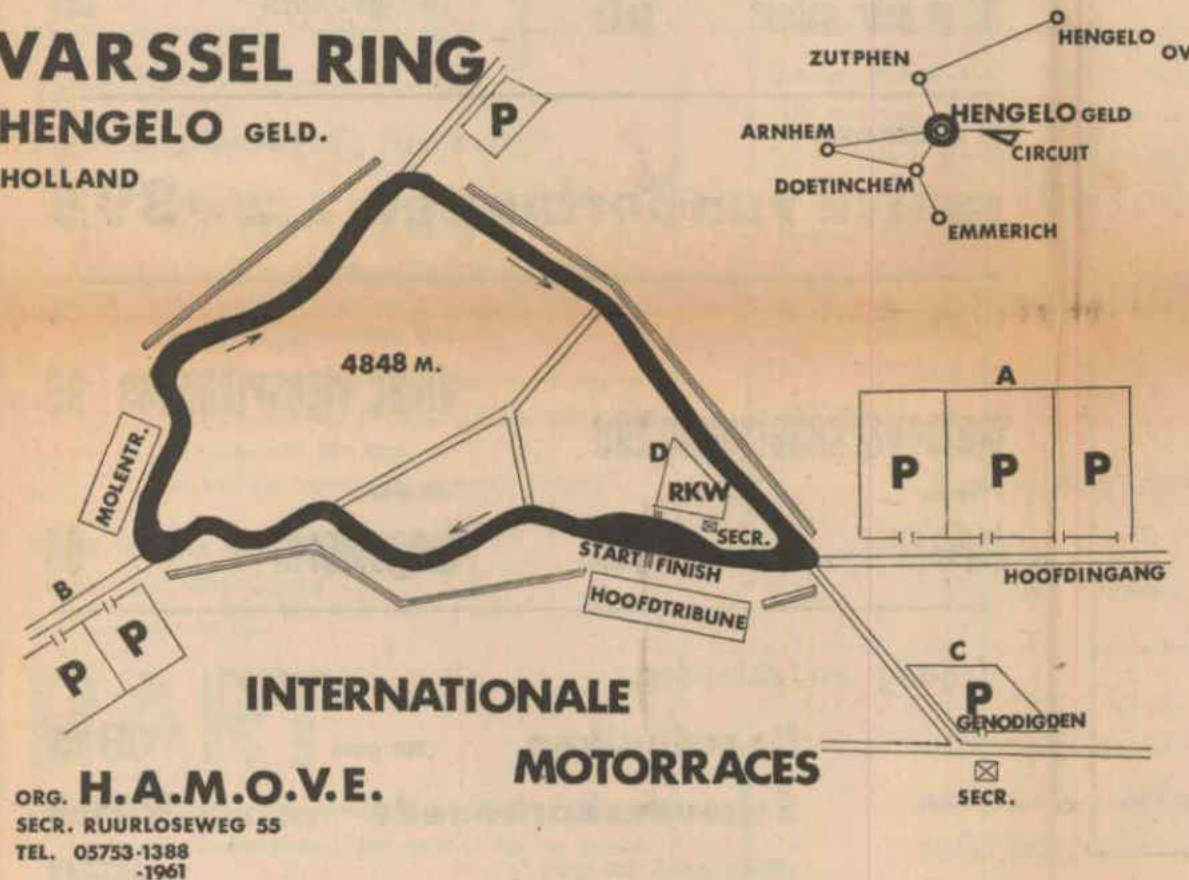 VARSSEL RING
HENGELO GELD.
HOLLAND
P
ZUTPHEN
HENGELO
OV
HENGELO GELD
ARNHEM
CIRCUIT
DOETINCHEM
EMMERICH
4848 M.
A
P P P
HOOFDINGANG
MOLENTR.
D
RKW
SECR.
START FINISH
HOOFDTRIBUNE
B
P P
C
P
GENODIGDEN
SECR.
INTERNATIONALE
MOTORRACES
ORG. H.A.M.O.V.E.
SECR. RUURLOSEWEG 55
TEL. 05753-1388
-1961